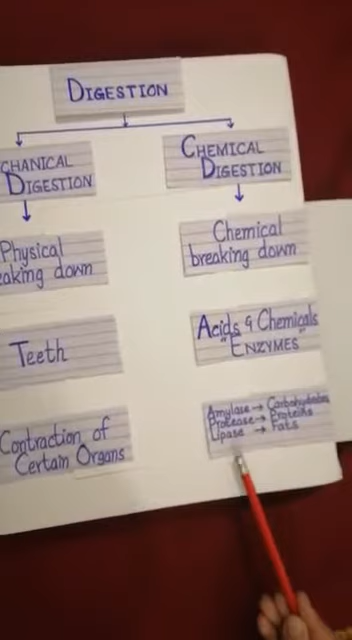 DIGESTION
CHANICAL
DIGESTION
Physical
aking down
Teeth
Contraction of
Certain Organs
CHEMICAL
DIGESTION
Chemical
breaking down
Acids & Chemicals
"ENZYMES"
Amylase → Carbohydrates
Protease → Proteins
Lipase → Fats